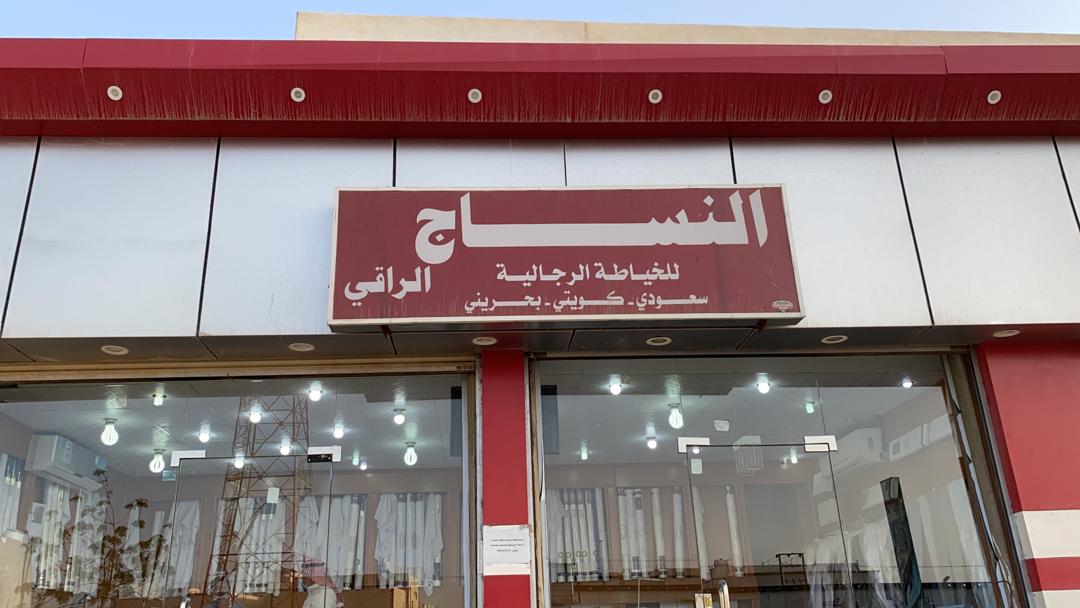 النساج
الراقي
للخياطة الرجالية
سعودي - كويتي - بحريني